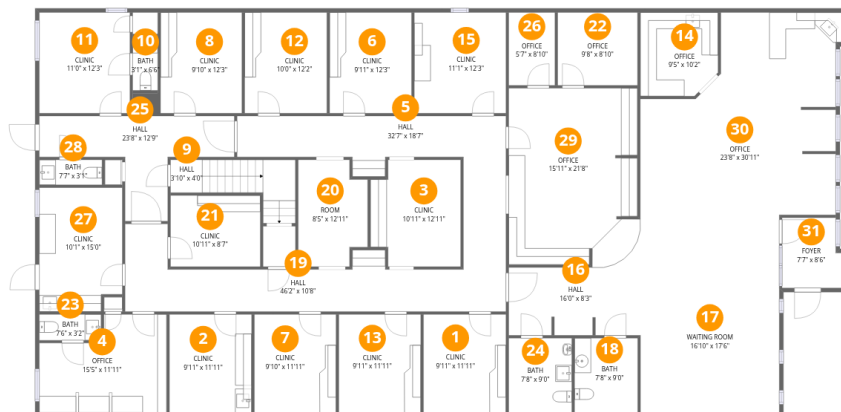 11
CLINIC
11'0" x 12'3"
10
BATH
3'1" x 6'6"
8
CLINIC
9'10" x 12'3"
12
CLINIC
10'0" x 12'2"
6
CLINIC
9'11" x 12'3"
15
CLINIC
11'1" x 12'3"
26
OFFICE
5'7" x 8'10"
22
OFFICE
9'8" x 8'10"
14
OFFICE
9'5" x 10'2"
25
HALL
23'8" x 12'9"
5
HALL
32'7" x 18'7"
29
OFFICE
15'11" x 21'8"
30
OFFICE
23'8" x 30'11"
28
BATH
7'7" x 3'1"
9
HALL
3'10" x 4'0"
20
ROOM
8'5" x 12'11"
3
CLINIC
10'11" x 12'11"
27
CLINIC
10'1" x 15'0"
21
CLINIC
10'11" x 8'7"
31
FOYER
7'7" x 8'6"
19
HALL
46'2" x 10'8"
16
HALL
16'0" x 8'3"
23
BATH
7'6" x 3'2"
4
OFFICE
15'5" x 11'11"
2
CLINIC
9'11" x 11'11"
7
CLINIC
9'10" x 11'11"
13
CLINIC
9'11" x 11'11"
1
CLINIC
9'11" x 11'11"
24
BATH
7'8" x 9'0"
18
BATH
7'8" x 9'0"
17
WAITING ROOM
16'10" x 17'6"